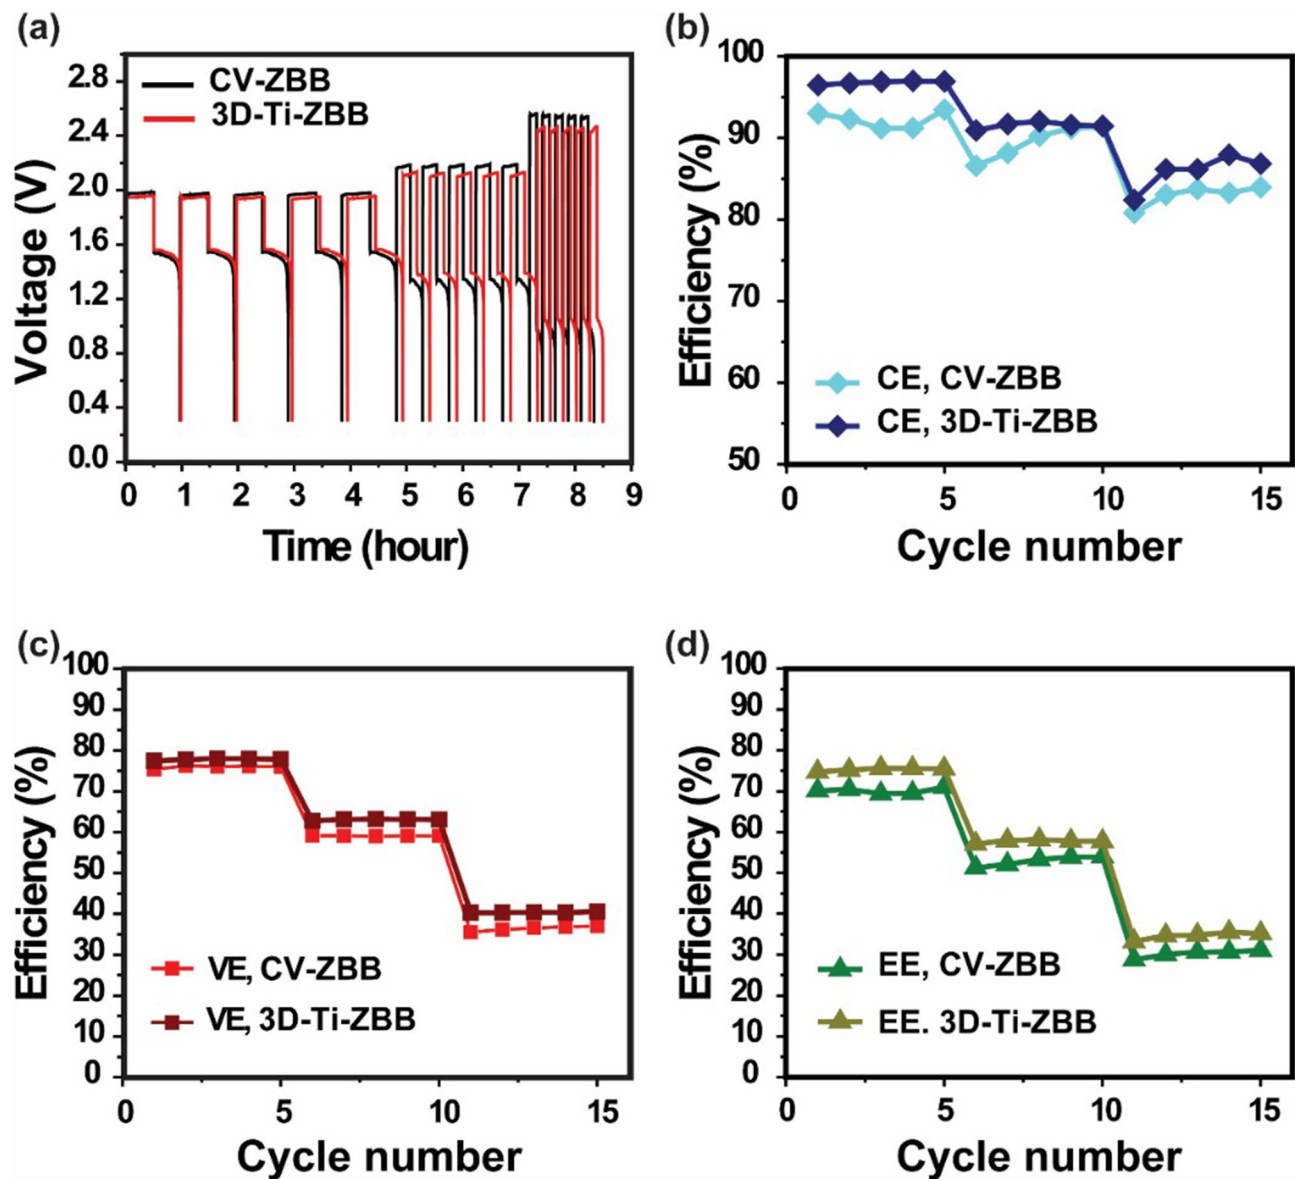 (a)
CV-ZBB
3D-Ti-ZBB
Voltage (V)
2.8
2.4
2.0
1.6
1.2
0.8
0.4
0.0
0 1 2 3 4 5 6 7 8 9
Time (hour)
(b)
Efficiency (%)
100
90
80
70
60
50
CE, CV-ZBB
CE, 3D-Ti-ZBB
0 5 10 15
Cycle number
(c)
Efficiency (%)
100
90
80
70
60
50
40
30
20
10
0
VE, CV-ZBB
VE, 3D-Ti-ZBB
0 5 10 15
Cycle number
(d)
Efficiency (%)
100
90
80
70
60
50
40
30
20
10
0
EE, CV-ZBB
EE. 3D-Ti-ZBB
0 5 10 15
Cycle number